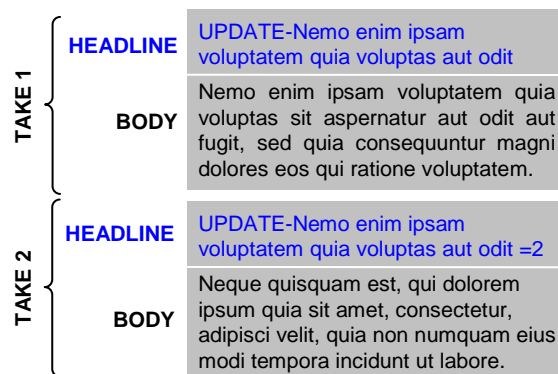 TAKE 1
HEADLINE
UPDATE-Nemo enim ipsam
voluptatem quia voluptas aut odit
BODY
Nemo enim ipsam voluptatem quia
voluptas sit aspernatur aut odit aut
fugit, sed quia consequuntur magni
dolores eos qui ratione voluptatem.
TAKE 2
HEADLINE
UPDATE-Nemo enim ipsam
voluptatem quia voluptas aut odit =2
BODY
Neque quisquam est, qui dolorem
ipsum quia sit amet, consectetur,
adipisci velit, quia non numquam eius
modi tempora incidunt ut labore.